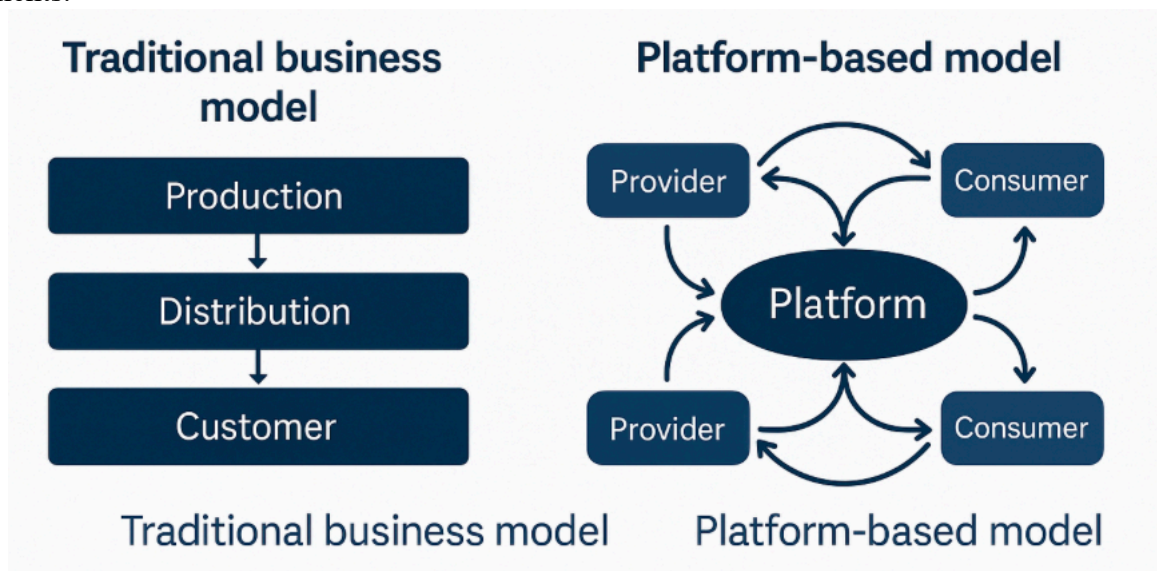 Traditional business
model
Production
Distribution
Customer
Traditional business model
Platform-based model
Provider
Consumer
Platform
Provider
Consumer
Platform-based model